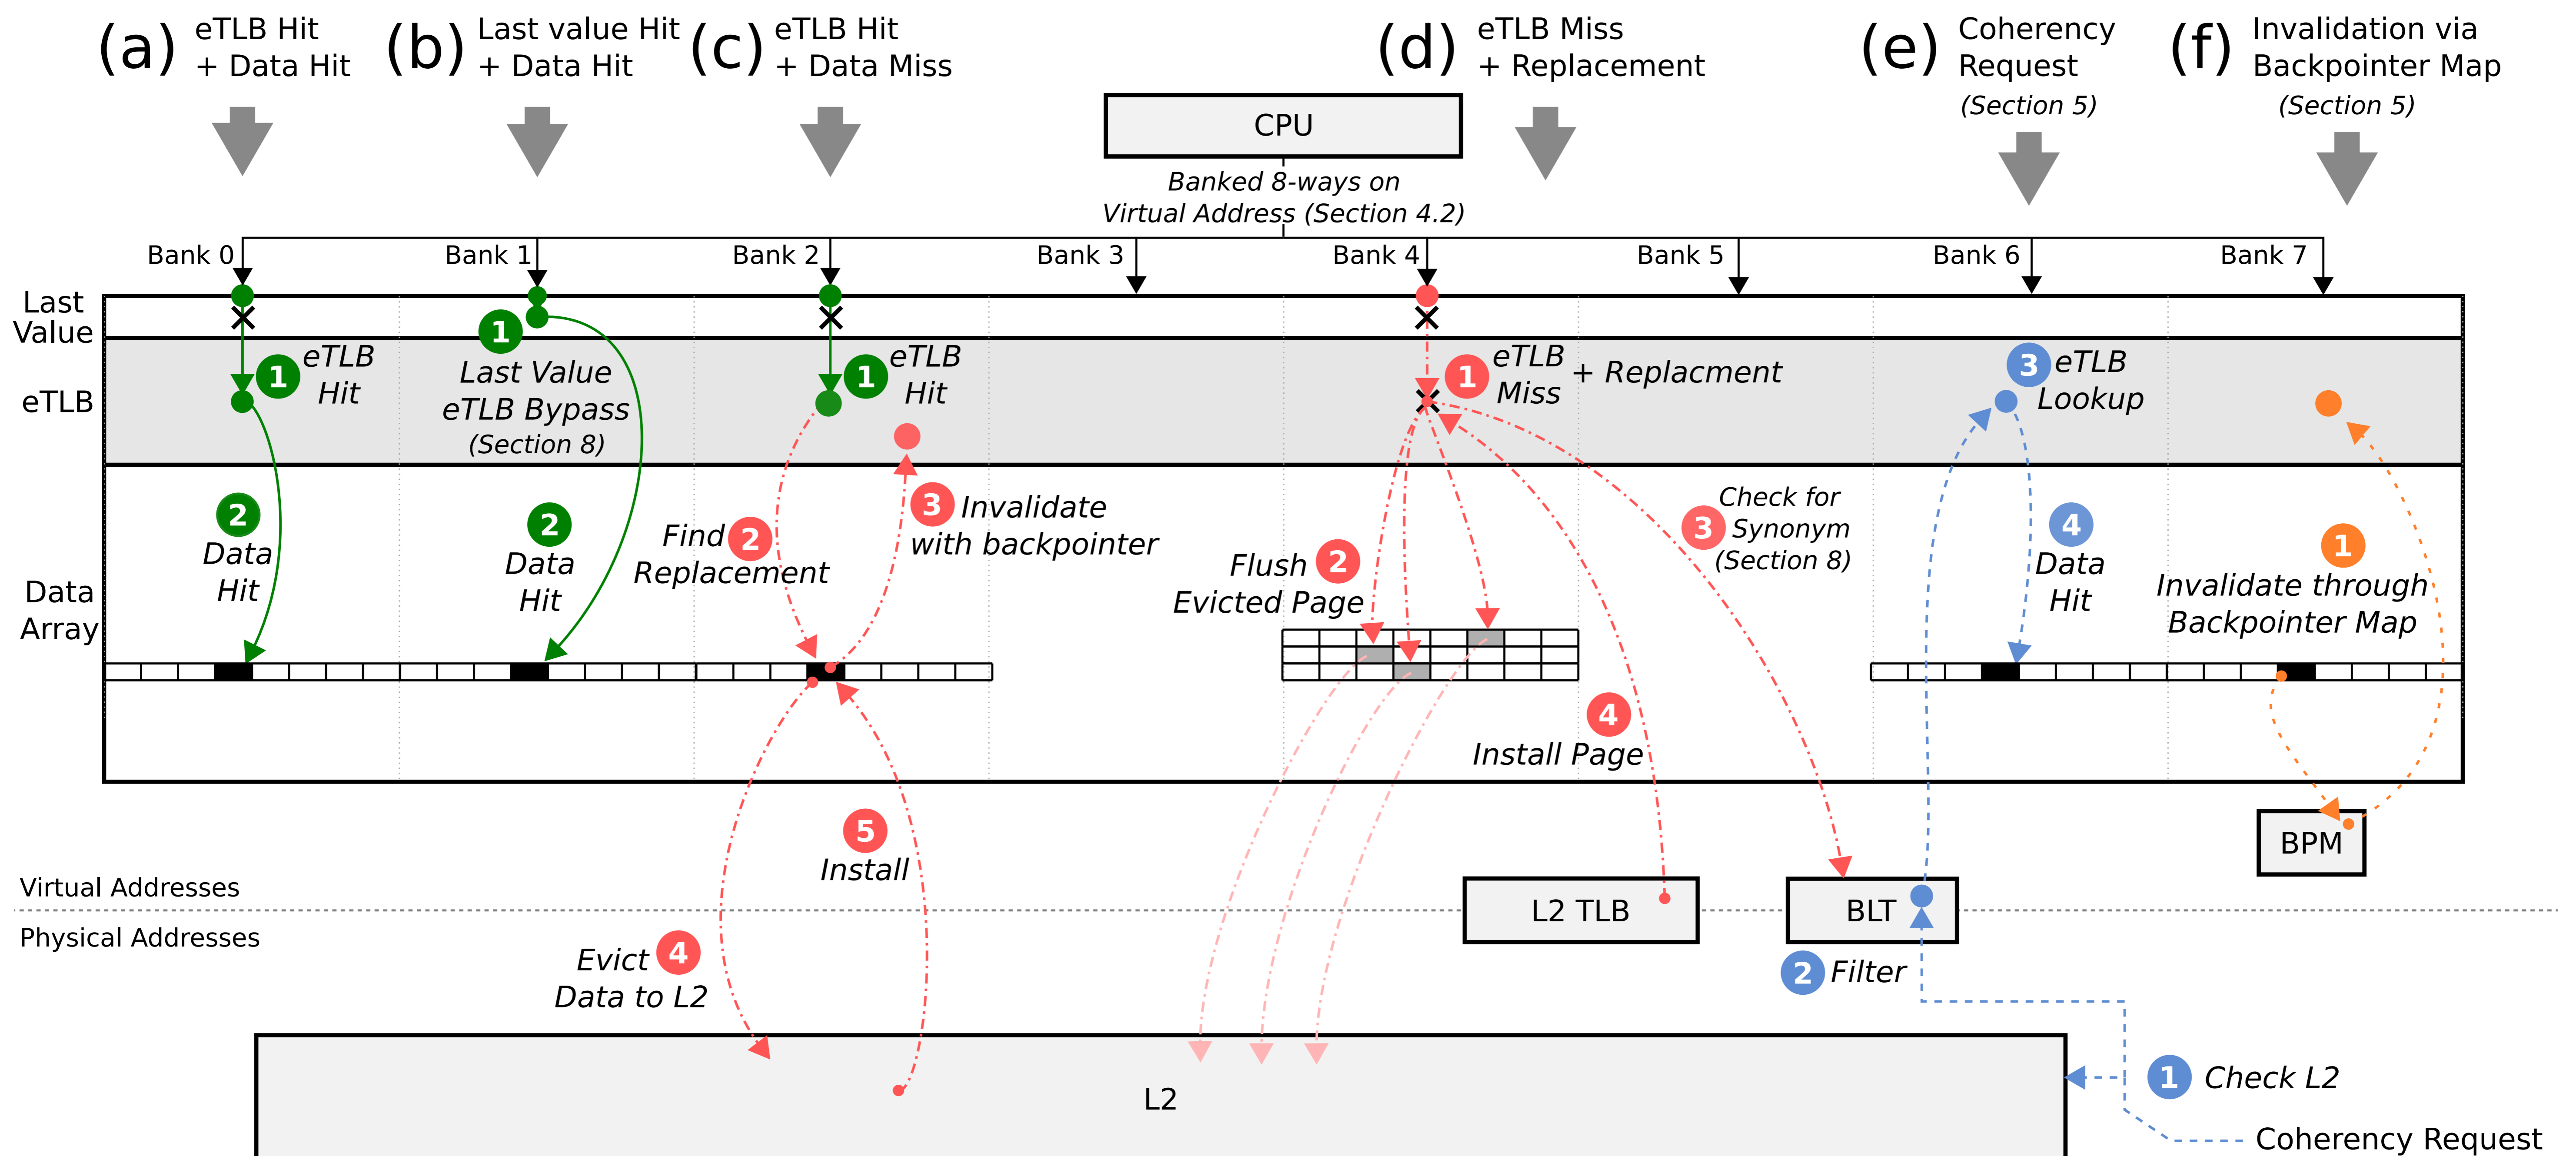 (a) eTLB Hit
+ Data Hit
(b) Last value Hit
+ Data Hit
(c) eTLB Hit
+ Data Miss
(d) eTLB Miss
+ Replacement
(e) Coherency
Request
(Section 5)
(f) Invalidation via
Backpointer Map
(Section 5)
CPU
Banked 8-ways on
Virtual Address (Section 4.2)
Bank 0
Bank 1
Bank 2
Bank 3
Bank 4
Bank 5
Bank 6
Bank 7
Last
Value
eTLB
Data
Array
1 eTLB
Hit
2
Data
Hit
1
Last Value
eTLB Bypass
(Section 8)
2
Data
Hit
1 eTLB
Hit
Find 2
Replacement
3 Invalidate
with backpointer
Evict 4
Data to L2
5
Install
1 eTLB
Miss
+ Replacment
Flush 2
Evicted Page
3 Check for
Synonym
(Section 8)
4
Install Page
3 eTLB
Lookup
4
Data
Hit
1
Invalidate through
Backpointer Map
BPM
Virtual Addresses
Physical Addresses
L2 TLB
BLT
2 Filter
L2
1 Check L2
Coherency Request